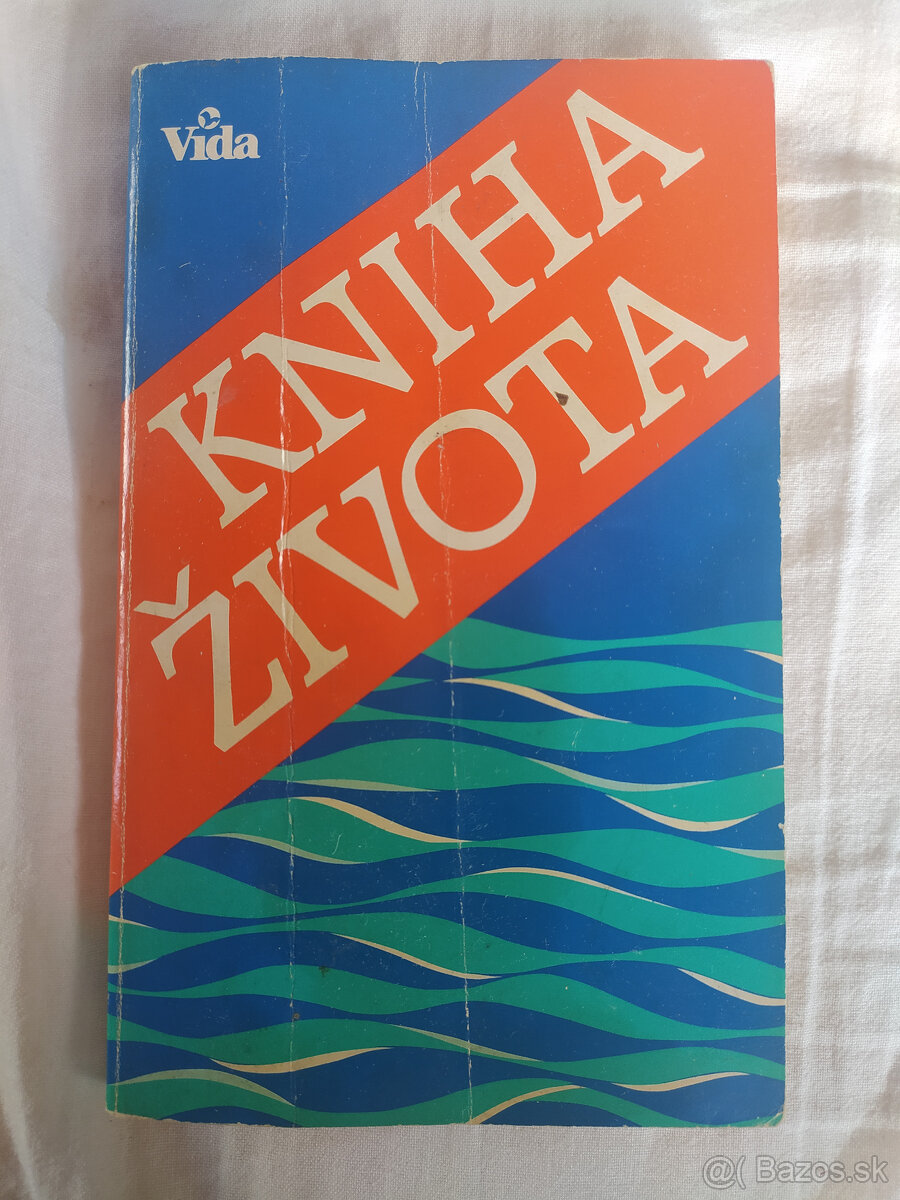 Vida
KNIHA
ŽIVOTA
@( Bazos.sk